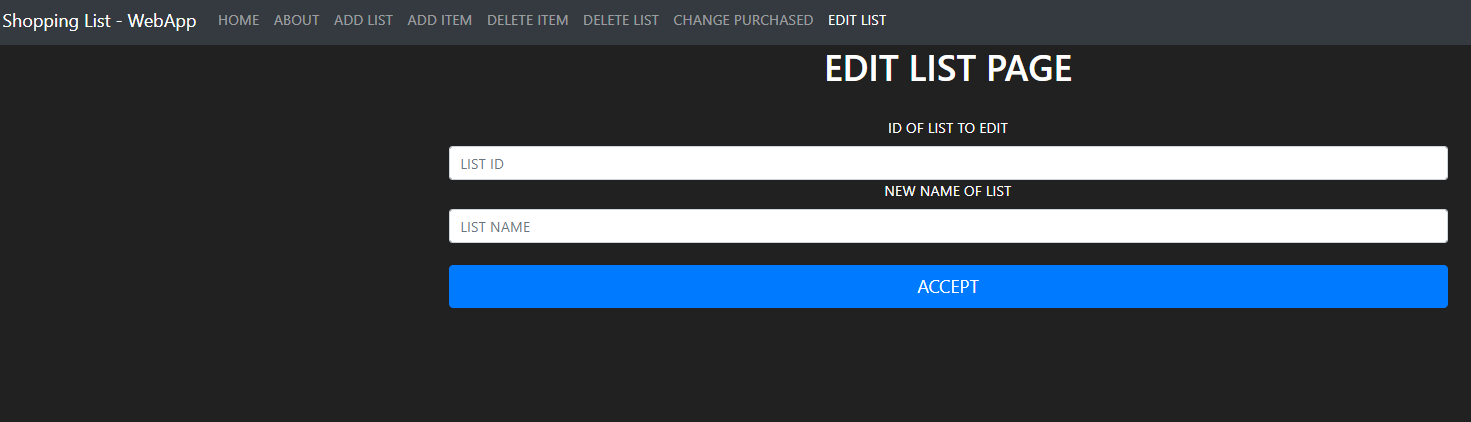 Shopping List - WebApp HOME ABOUT ADD LIST ADD ITEM DELETE ITEM DELETE LIST CHANGE PURCHASED EDIT LIST
EDIT LIST PAGE
ID OF LIST TO EDIT
LIST ID
NEW NAME OF LIST
LIST NAME
ACCEPT